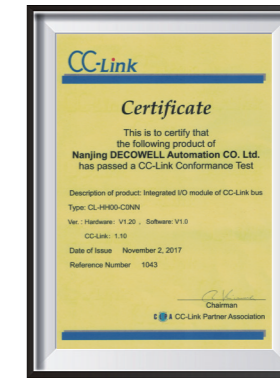 CC-Link
Certificate
This is to certify that
the following product of
Nanjing DECOWELL Automation CO. Ltd.
has passed a CC-Link Conformance Test
Description of product: Integrated I/O module of CC-Link bus
Type: CL-HH00-C0NN
Ver. : Hardware: V1.20 , Software: V1.0
CC-Link: 1.10
Date of Issue November 2, 2017
Reference Number 1043
Chairman
CC-Link Partner Association